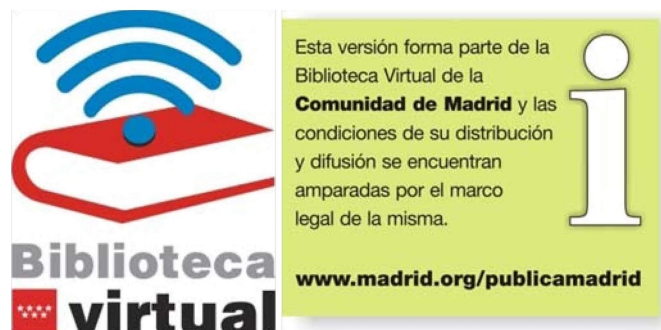 Biblioteca
virtual
Esta versión forma parte de la
Biblioteca Virtual de la
Comunidad de Madrid y las
condiciones de su distribución
y difusión se encuentran
amparadas por el marco
legal de la misma.
www.madrid.org/publicamadrid
i